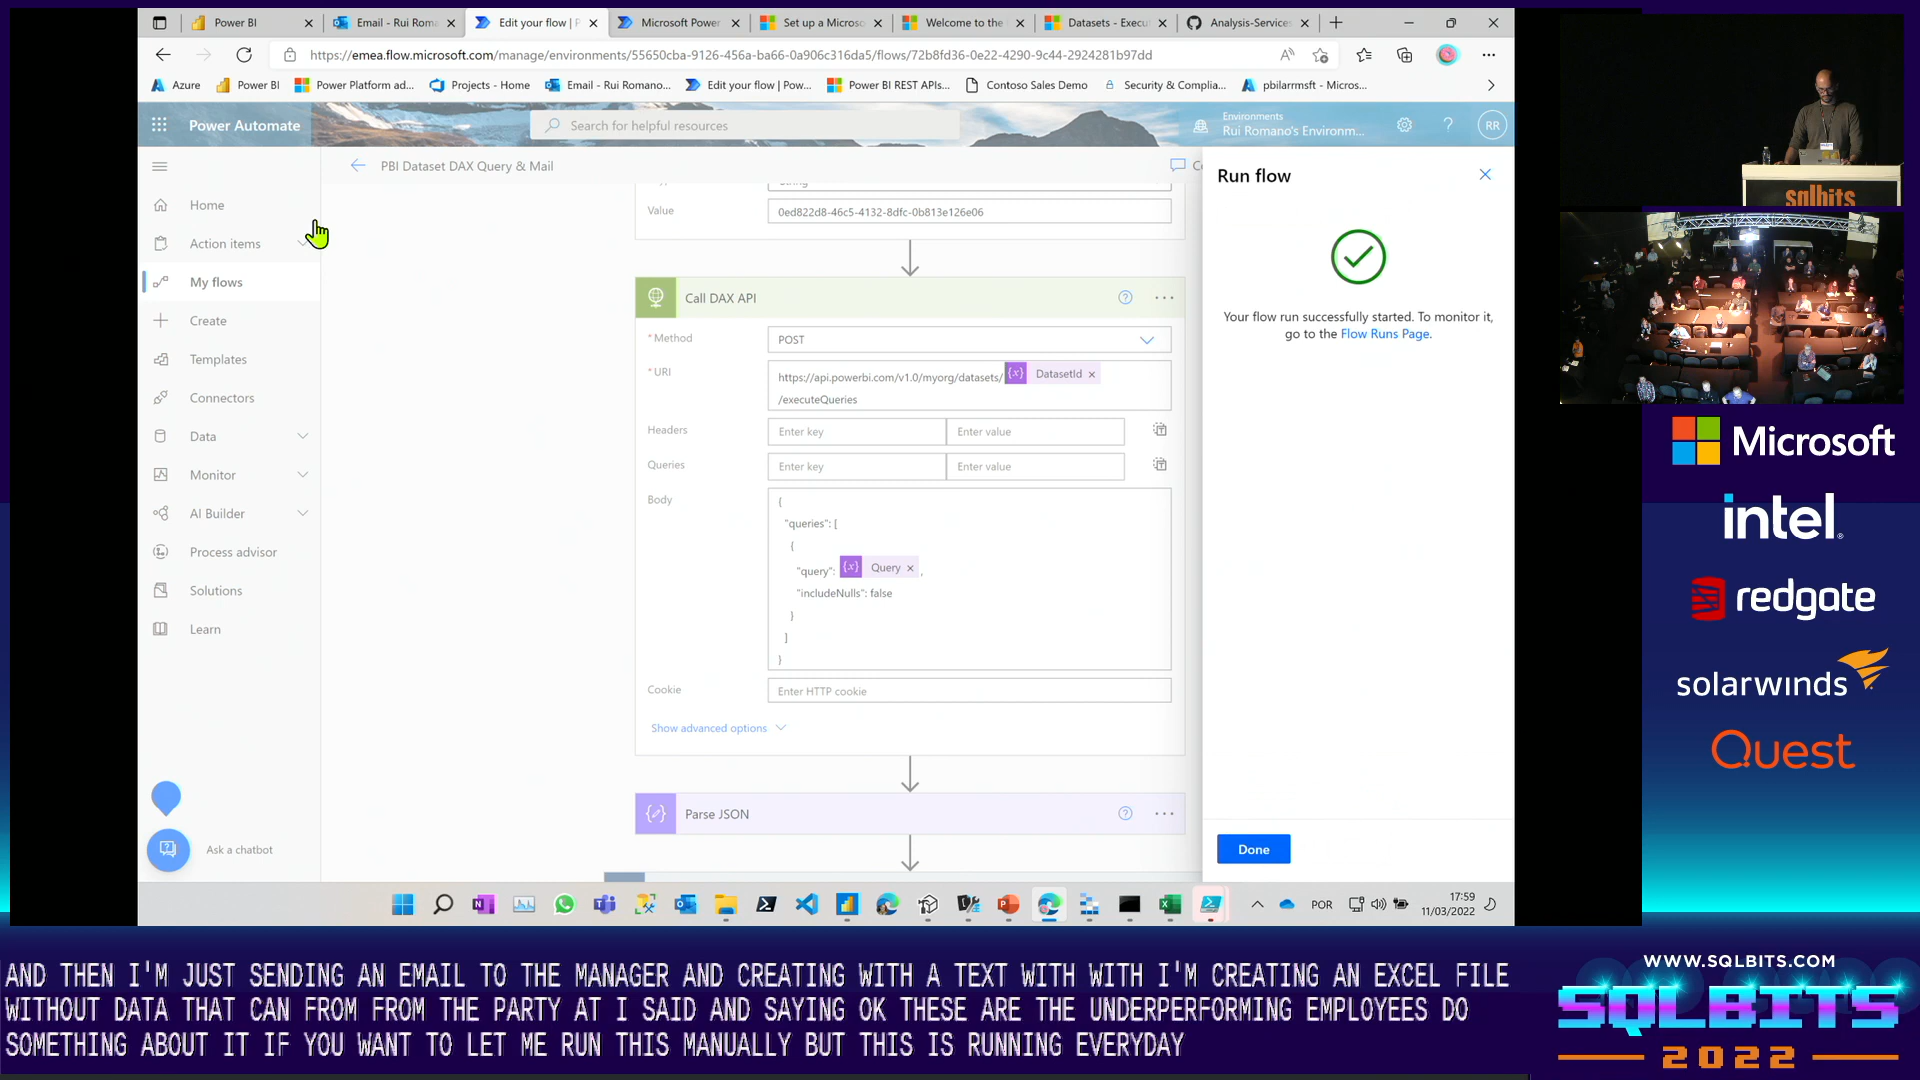 Power BI
Email - Rui Roma
Edit your flow | P
Microsoft Power
Set up a Microso
Welcome to the
Datasets - Execut
Analysis-Services
https://emea.flow.microsoft.com/manage/environments/55650cba-9126-456a-ba66-0a906c316da5/flows/72b8fd36-0e22-4290-9c44-2924281b97dd
Azure
Power BI
Power Platform ad...
Projects - Home
Email - Rui Romano...
Edit your flow | Pow...
Power BI REST APIs...
Contoso Sales Demo
Security & Complia...
pbilarrmsft - Micros...
Power Automate
Search for helpful resources
Environments
Rui Romano's Environm...
?
RR
PBI Dataset DAX Query & Mail
Home
Action items
My flows
Create
Templates
Connectors
Data
Monitor
AI Builder
Process advisor
Solutions
Learn
Ask a chatbot
String
Value
0ed822d8-46c5-4132-8dfc-0b813e126e06
Call DAX API
* Method
POST
* URI
https://api.powerbi.com/v1.0/myorg/datasets/ {x} DatasetId ×
/executeQueries
Headers
Enter key
Enter value
Queries
Enter key
Enter value
Body
{
"queries": [
{
"query": {x} Query × ,
"includeNulls": false
}
]
}
Cookie
Enter HTTP cookie
Show advanced options
Parse JSON
Run flow
Your flow run successfully started. To monitor it,
go to the Flow Runs Page.
Done
POR
17:59
11/03/2022
sqlbits
Microsoft
intel.
redgate
solarwinds
Quest
WWW.SQLBITS.COM
SQLBITS
2022
AND THEN I'M JUST SENDING AN EMAIL TO THE MANAGER AND CREATING WITH A TEXT WITH WITH I'M CREATING AN EXCEL FILE
WITHOUT DATA THAT CAN FROM FROM THE PARTY AT I SAID AND SAYING OK THESE ARE THE UNDERPERFORMING EMPLOYEES DO
SOMETHING ABOUT IT IF YOU WANT TO LET ME RUN THIS MANUALLY BUT THIS IS RUNNING EVERYDAY